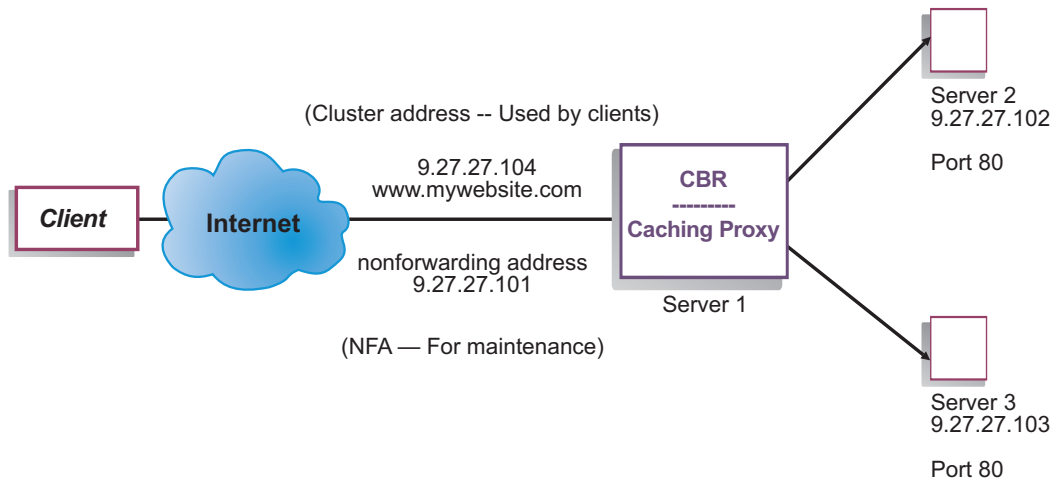 Client
Internet
(Cluster address -- Used by clients)
9.27.27.104
www.mywebsite.com
nonforwarding address
9.27.27.101
(NFA — For maintenance)
CBR
---------
Caching Proxy
Server 1
Server 2
9.27.27.102
Port 80
Server 3
9.27.27.103
Port 80